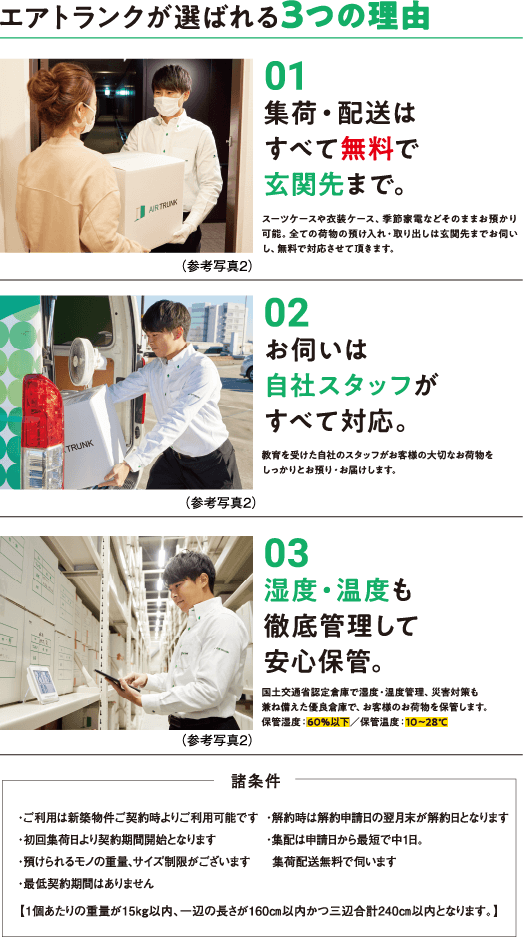 エアトランクが選ばれる3つの理由
AIR TRUNK
(参考写真2)
01
集荷・配送は
すべて無料で
玄関先まで。
スーツケースや衣装ケース、季節家電などそのままお預かり
可能。全ての荷物の預け入れ・取り出しは玄関先までお伺い
し、無料で対応させて頂きます。
TRUNK
(参考写真2)
02
お伺いは
自社スタッフが
すべて対応。
教育を受けた自社のスタッフがお客様の大切なお荷物を
しっかりとお預り・お届けします。
(参考写真2)
03
湿度・温度も
徹底管理して
安心保管。
国土交通省認定倉庫で湿度・温度管理、災害対策も
兼ね備えた優良倉庫で、お客様のお荷物を保管します。
保管湿度：60％以下／保管温度：10~28℃
諸条件
・ご利用は新築物件ご契約時よりご利用可能です
・初回集荷日より契約期間開始となります
・預けられるモノの重量、サイズ制限がございます
・最低契約期間はありません
・解約時は解約申請日の翌月末が解約日となります
・集配は申請日から最短で中1日。
集荷配送無料で伺います
【1個あたりの重量が15kg以内、一辺の長さが160㎝以内かつ三辺合計240㎝以内となります。】